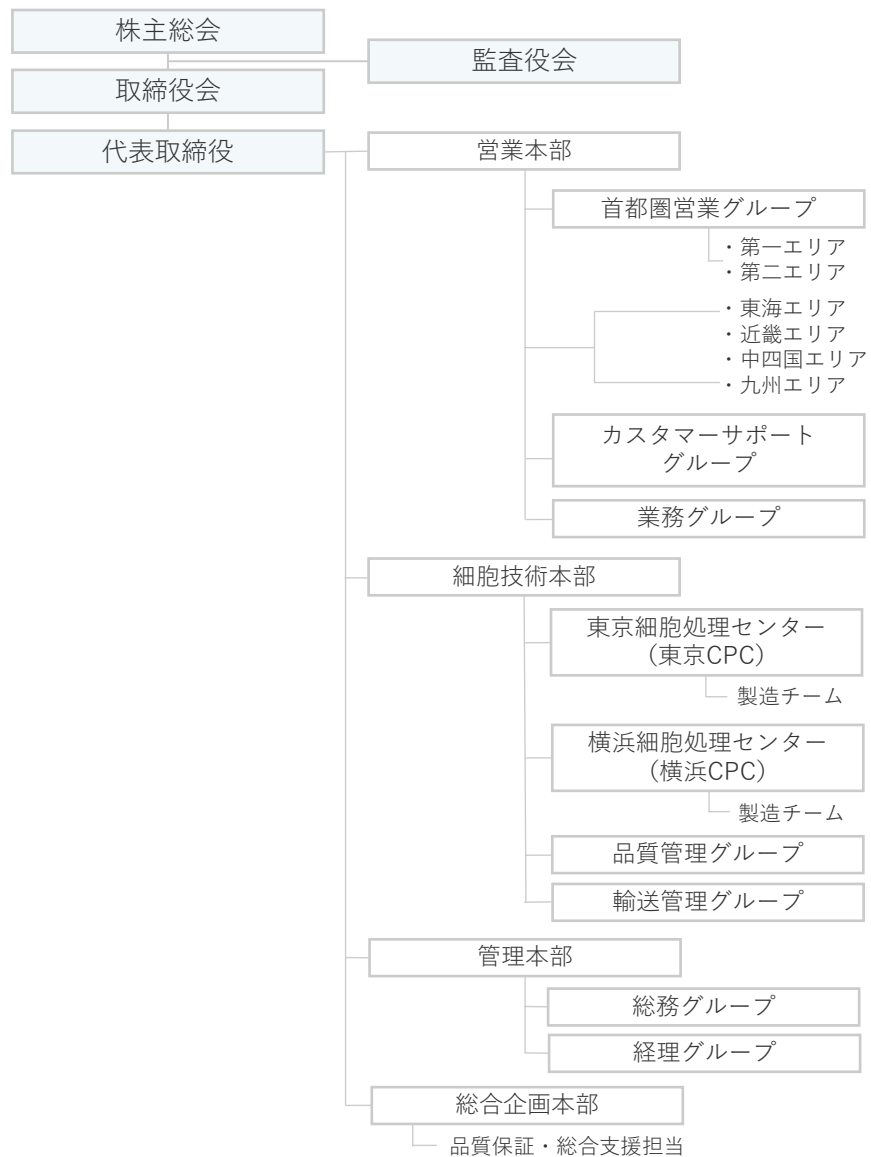 株主総会
監査役会
取締役会
代表取締役
営業本部
首都圏営業グループ
・第一エリア
・第二エリア
・東海エリア
・近畿エリア
・中四国エリア
・九州エリア
カスタマーサポート
グループ
業務グループ
細胞技術本部
東京細胞処理センター
（東京CPC）
製造チーム
横浜細胞処理センター
（横浜CPC）
製造チーム
品質管理グループ
輸送管理グループ
管理本部
総務グループ
経理グループ
総合企画本部
品質保証・総合支援担当